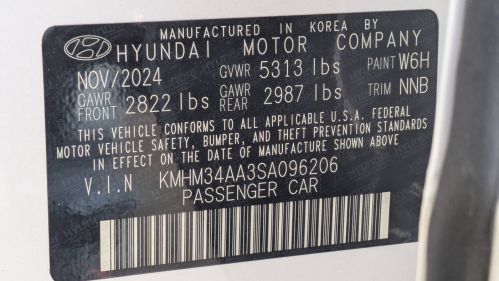 MANUFACTURED IN KOREA BY
HYUNDAI MOTOR COMPANY
NOV/2024 GVWR 5313 lbs PAINT W6H
GAWR FRONT 2822 lbs GAWR REAR 2987 lbs TRIM NNB
THIS VEHICLE CONFORMS TO ALL APPLICABLE U.S.A. FEDERAL
MOTOR VEHICLE SAFETY, BUMPER, AND THEFT PREVENTION STANDARDS
IN EFFECT ON THE DATE OF MANUFACTURE SHOWN ABOVE
V.I.N KMHM34AA3SA096206
PASSENGER CAR